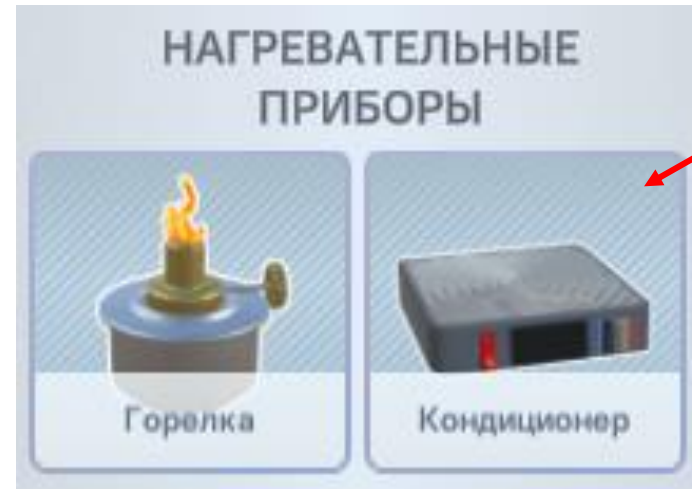 НАГРЕВАТЕЛЬНЫЕ
ПРИБОРЫ
Горелка
Кондиционер